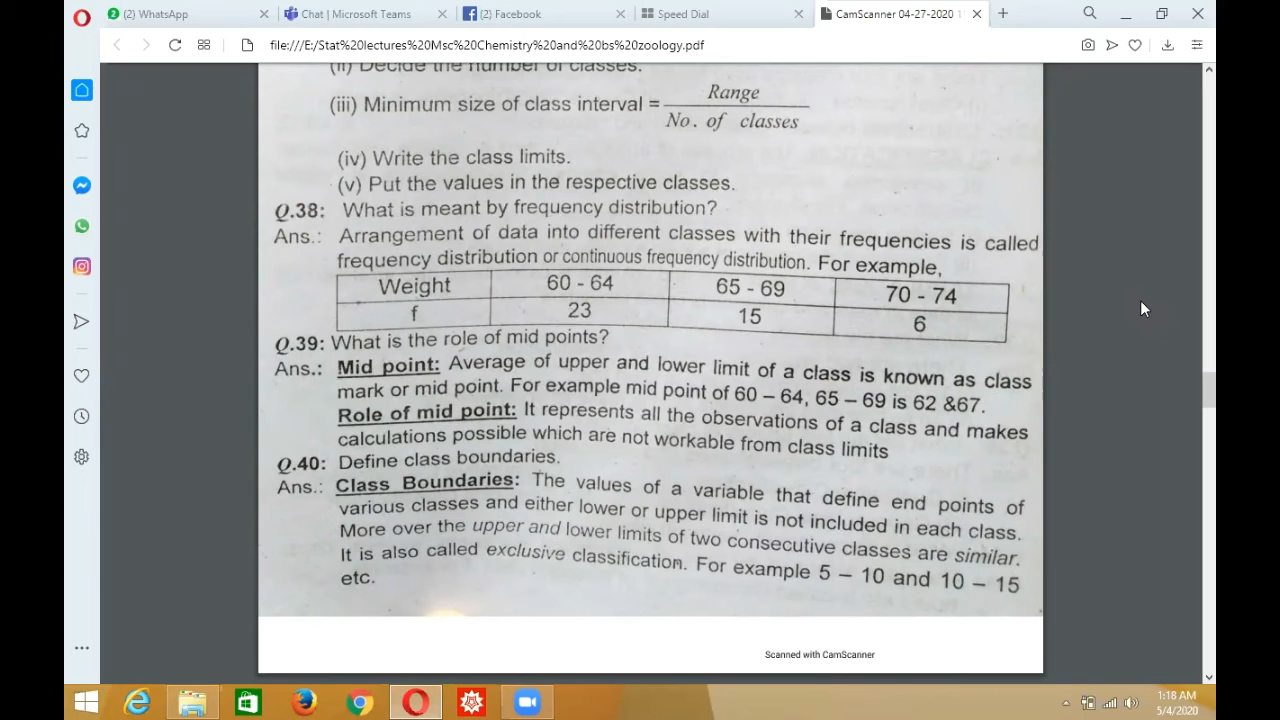 (2) WhatsApp
Chat | Microsoft Teams
(2) Facebook
Speed Dial
CamScanner 04-27-2020 1
file:///E:/Stat%20lectures%20Msc%20Chemistry%20and%20bs%20zoology.pdf
(ii) Decide the number of classes.
(iii) Minimum size of class interval = Range
No. of classes
(iv) Write the class limits.
(v) Put the values in the respective classes.
Q.38: What is meant by frequency distribution?
Ans.: Arrangement of data into different classes with their frequencies is called
frequency distribution or continuous frequency distribution. For example,
Weight 60 - 64 65 - 69 70 - 74
f 23 15 6
Q.39: What is the role of mid points?
Ans.: Mid point: Average of upper and lower limit of a class is known as class
mark or mid point. For example mid point of 60 – 64, 65 – 69 is 62 &67.
Role of mid point: It represents all the observations of a class and makes
calculations possible which are not workable from class limits
Q.40: Define class boundaries.
Ans.: Class Boundaries: The values of a variable that define end points of
various classes and either lower or upper limit is not included in each class.
More over the upper and lower limits of two consecutive classes are similar.
It is also called exclusive classification. For example 5 – 10 and 10 – 15
etc.
Scanned with CamScanner
1:18 AM
5/4/2020